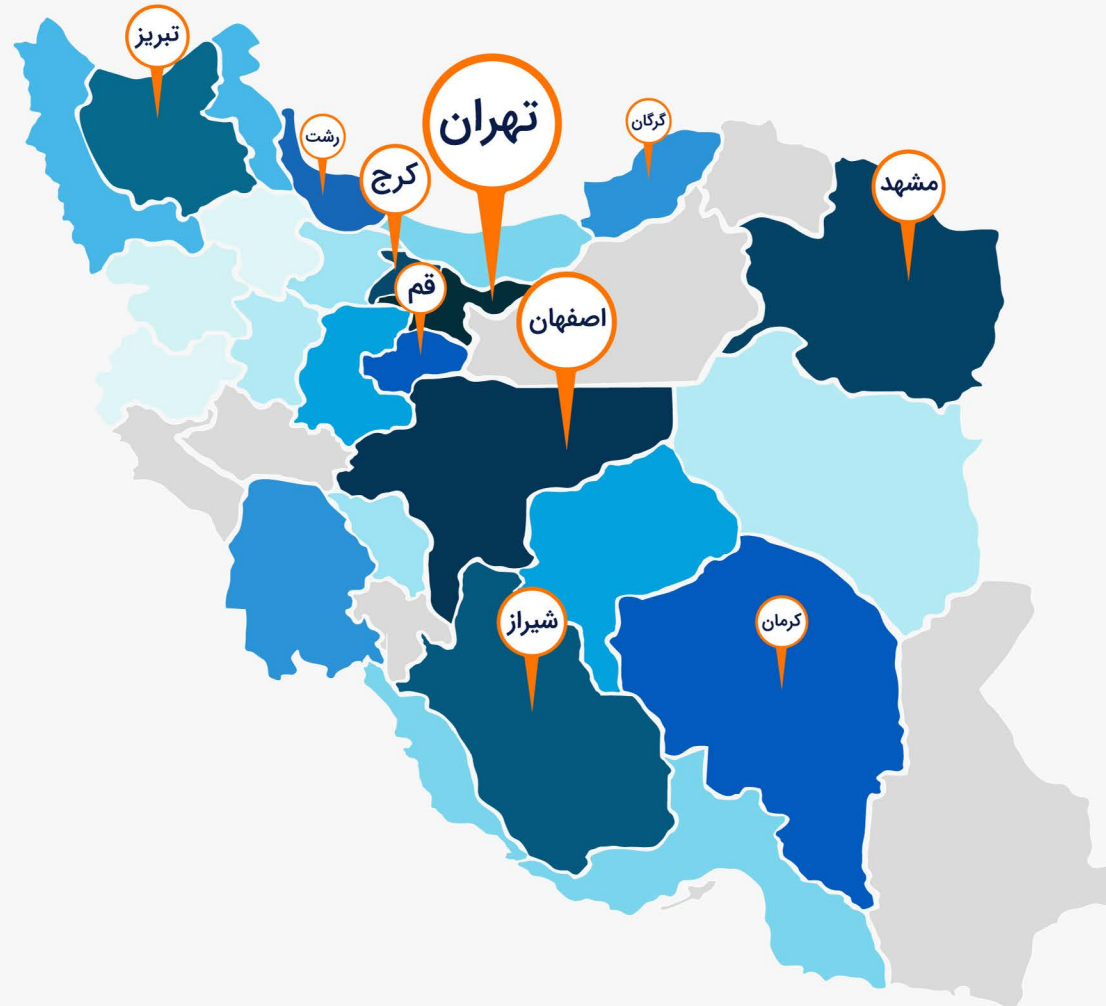 تبریز
تهران
گرگان
رشت
کرج
مشهد
قم
اصفهان
شیراز
کرمان